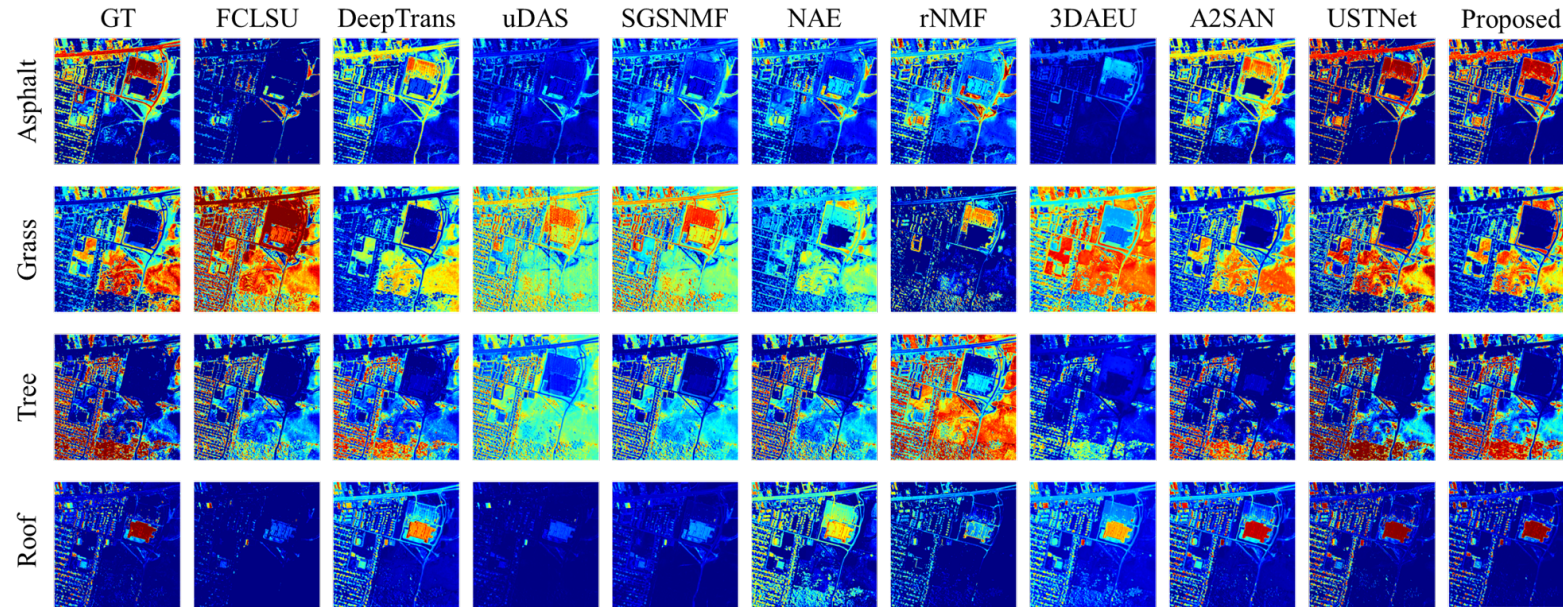 GT FCLSU DeepTrans uDAS SGSNMF NAE rNMF 3DAEU A2SAN USTNet Proposed
Asphalt
Grass
Tree
Roof